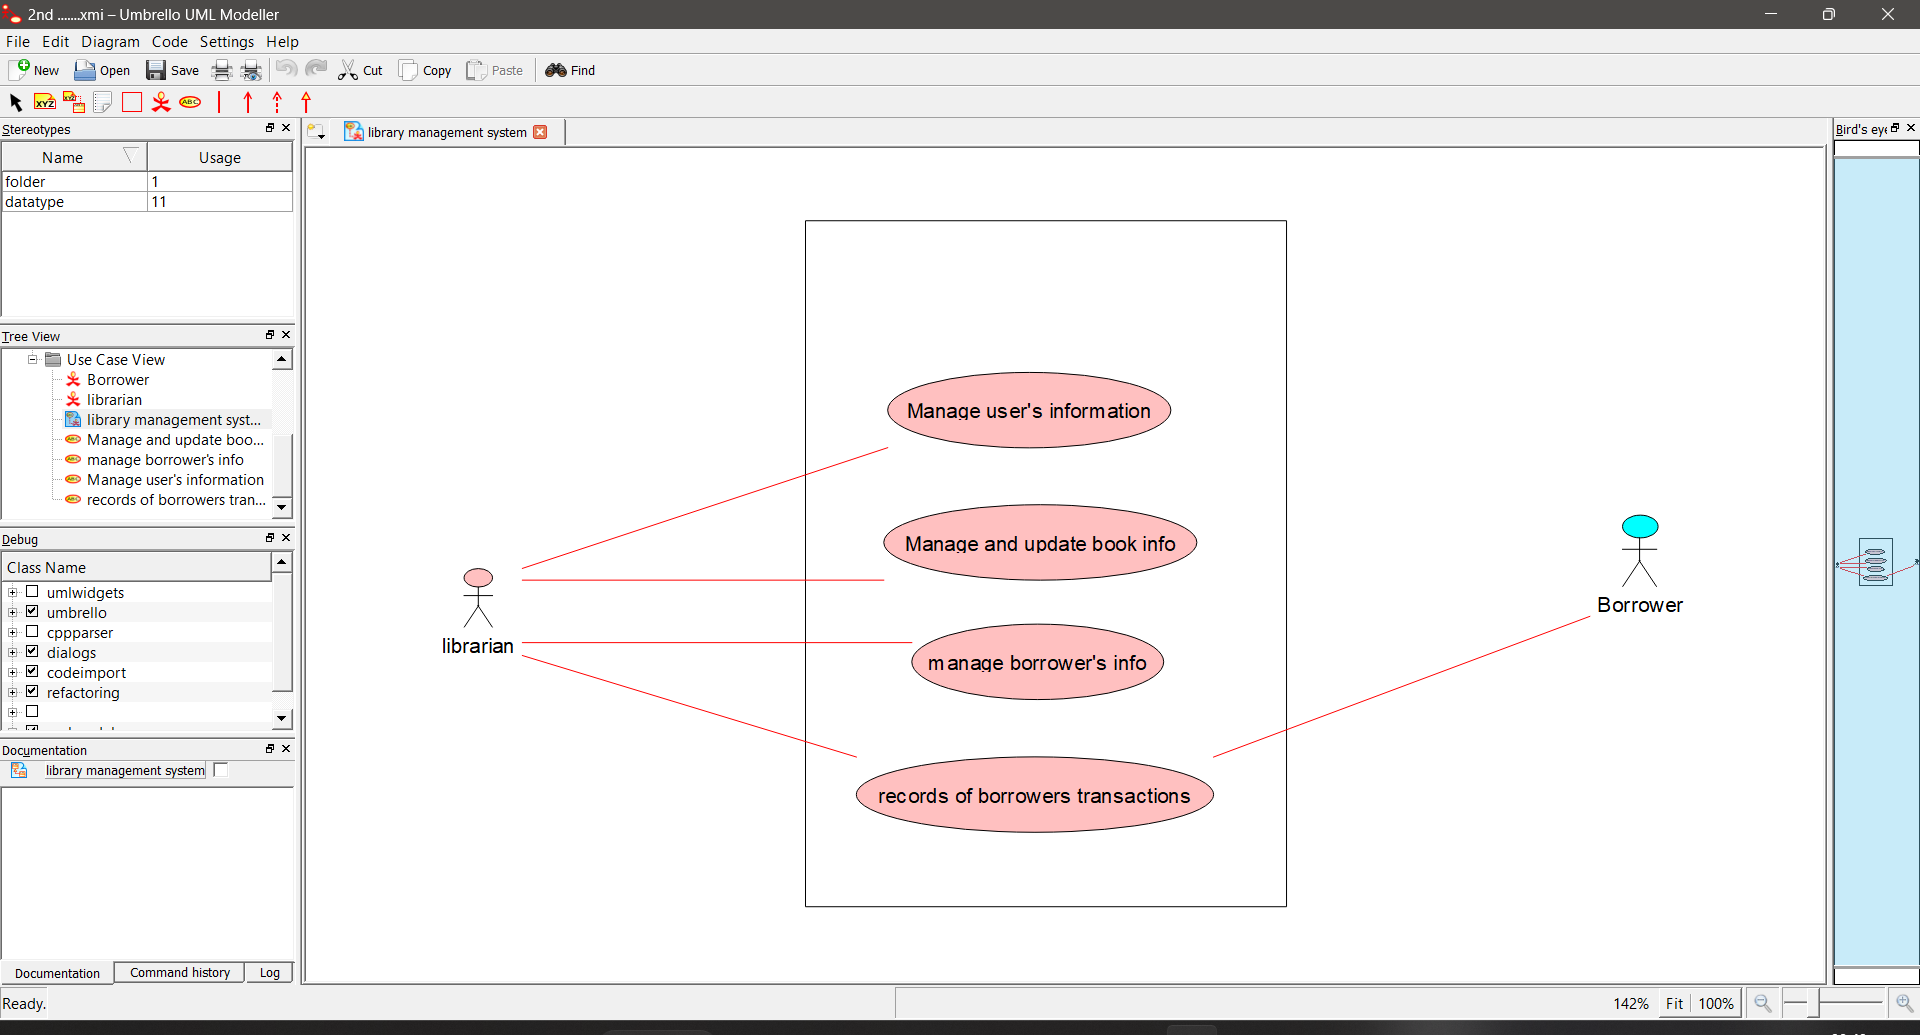 2nd .......xmi – Umbrello UML Modeller
File Edit Diagram Code Settings Help
New Open Save Cut Copy Paste Find
XYZ XYZ ABC
Stereotypes
Name Usage
folder 1
datatype 11
Tree View
Use Case View
Borrower
librarian
library management syst...
Manage and update boo...
manage borrower's info
Manage user's information
records of borrowers tran...
Debug
Class Name
umlwidgets
umbrello
cppparser
dialogs
codeimport
refactoring
Documentation
library management system
Documentation Command history Log
Ready.
library management system
Manage user's information
Manage and update book info
manage borrower's info
records of borrowers transactions
librarian
Borrower
Bird's eye
142% Fit 100%